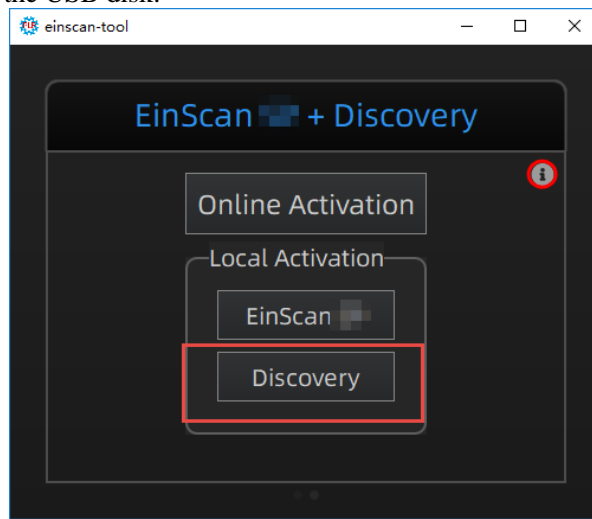 the USB disk.
einscan-tool
EinScan + Discovery
i
Online Activation
Local Activation
EinScan
Discovery